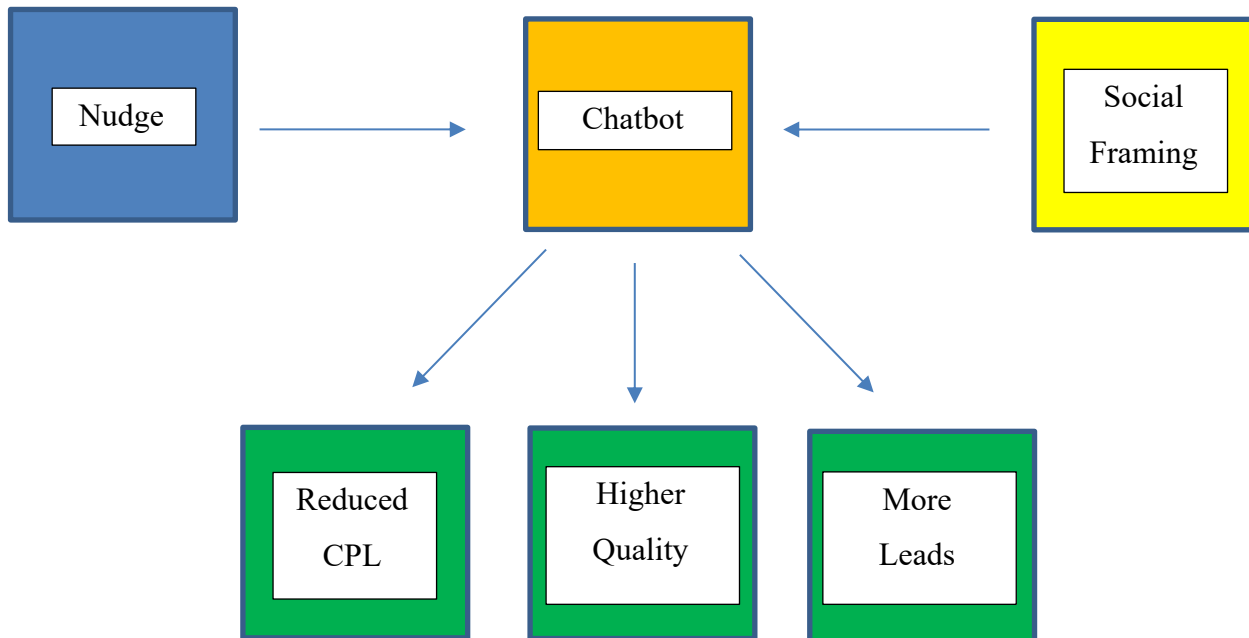 Nudge
Chatbot
Social
Framing
Reduced
CPL
Higher
Quality
More
Leads